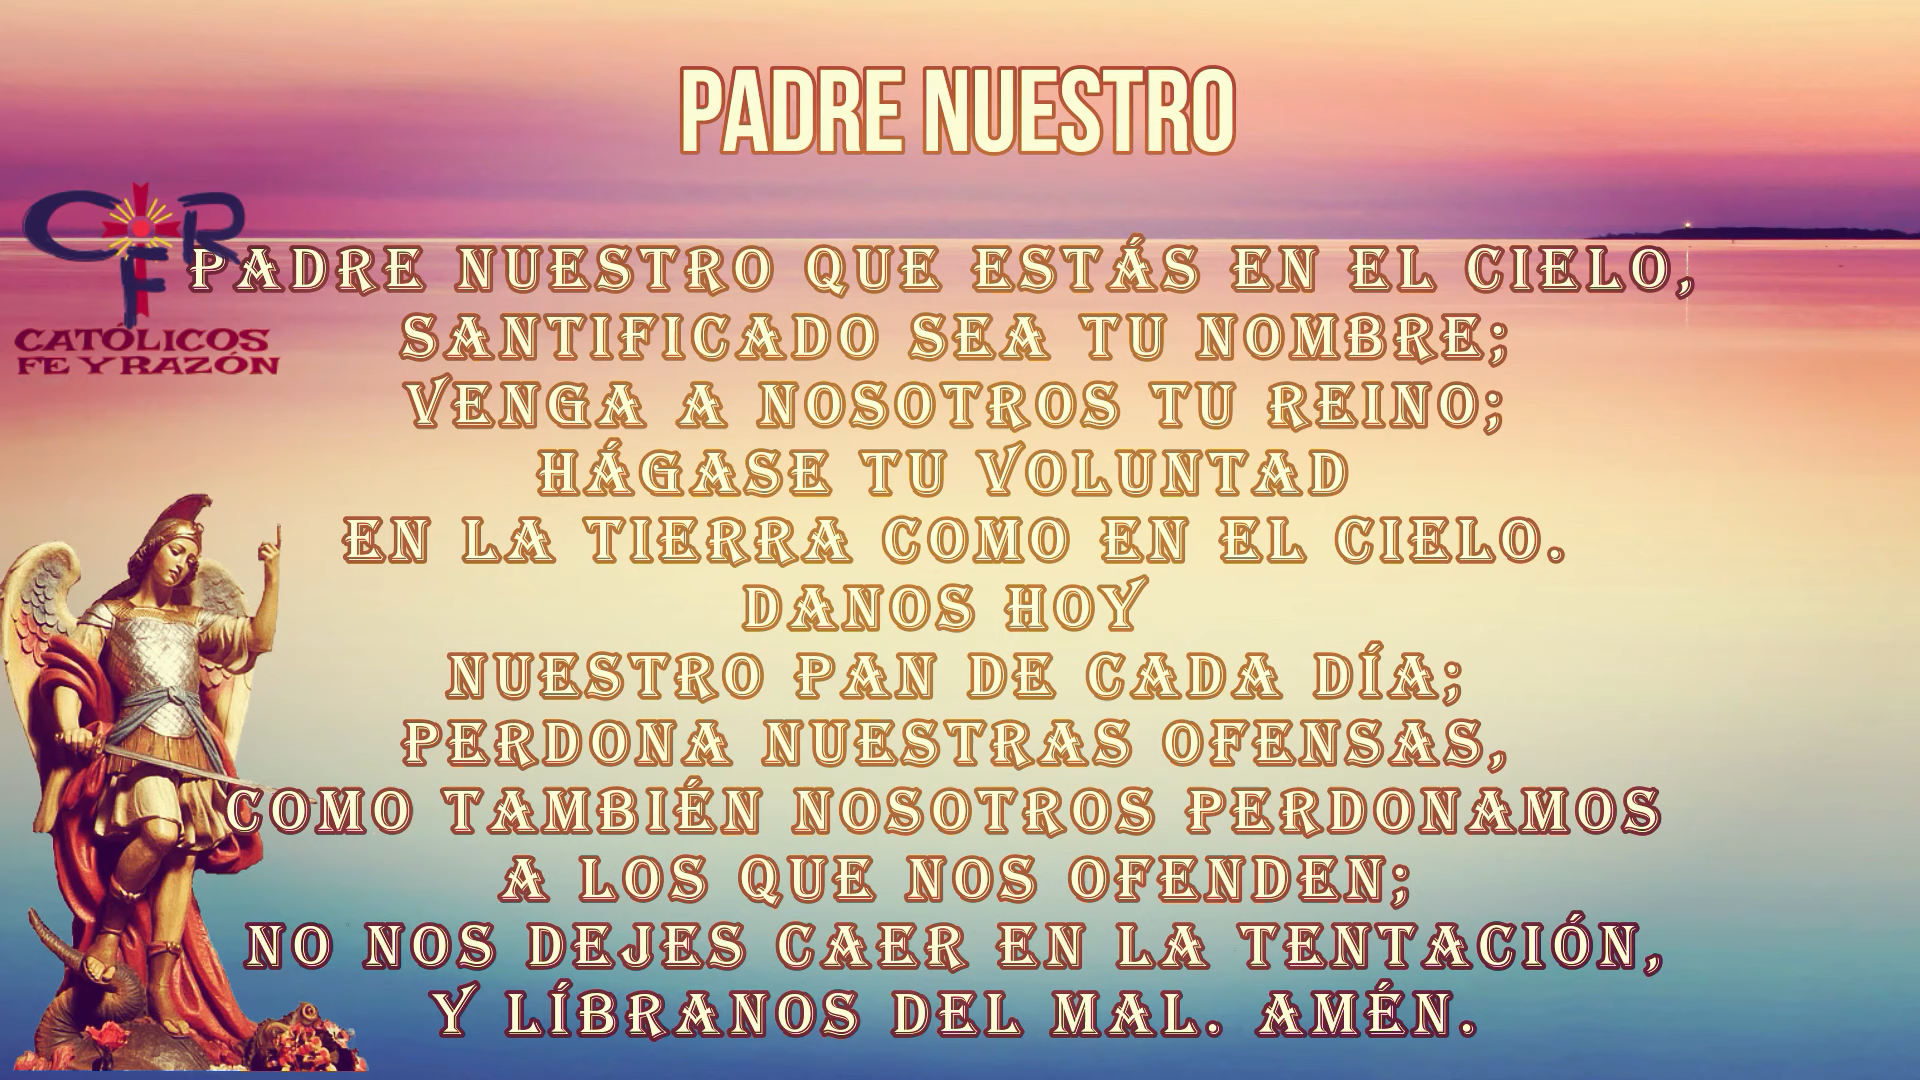 PADRE NUESTRO
CFR
CATÓLICOS
FE Y RAZÓN
PADRE NUESTRO QUE ESTÁS EN EL CIELO,
SANTIFICADO SEA TU NOMBRE;
VENGA A NOSOTROS TU REINO;
HÁGASE TU VOLUNTAD
EN LA TIERRA COMO EN EL CIELO.
DANOS HOY
NUESTRO PAN DE CADA DÍA;
PERDONA NUESTRAS OFENSAS,
COMO TAMBIÉN NOSOTROS PERDONAMOS
A LOS QUE NOS OFENDEN;
NO NOS DEJES CAER EN LA TENTACIÓN,
Y LÍBRANOS DEL MAL. AMÉN.